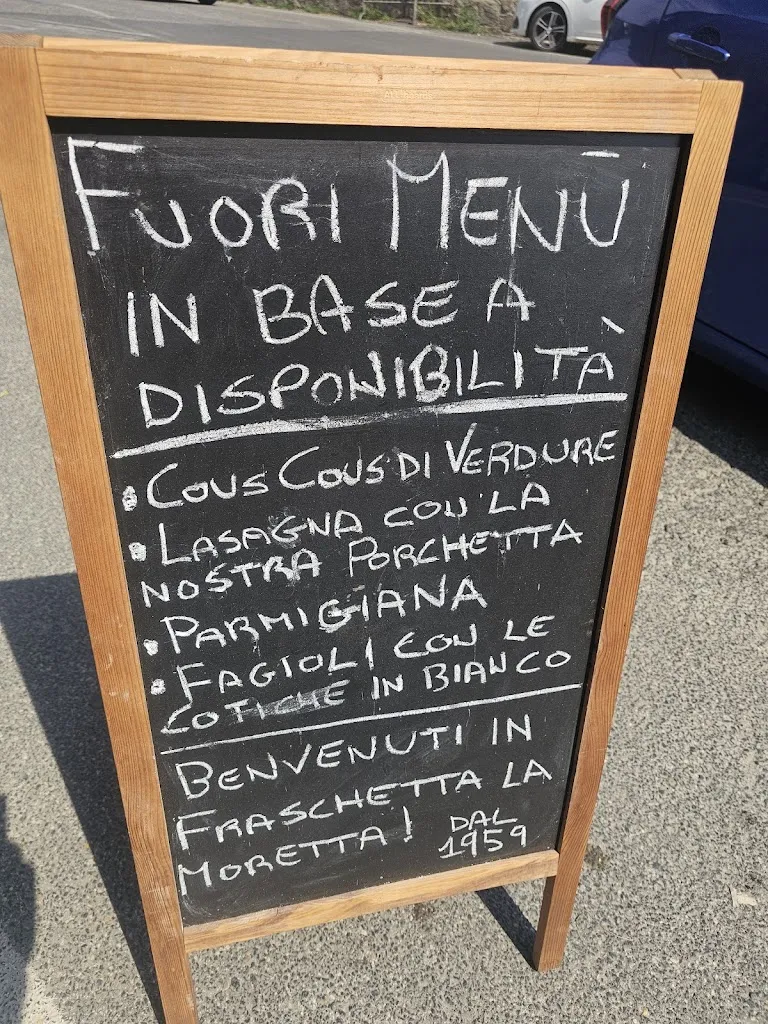 FUORI MENŪ
IN BASE A
DISPONIBILITÀ
• COUS COUS DI VERDURE
• LASAGNA CON LA
NOSTRA PORCHETTA
• PARMIGIANA
• FAGIOLI CON LE
COTICHE IN BIANCO
BENVENUTI IN
FRASCHETTA LA
MORETTA! DAL
1959